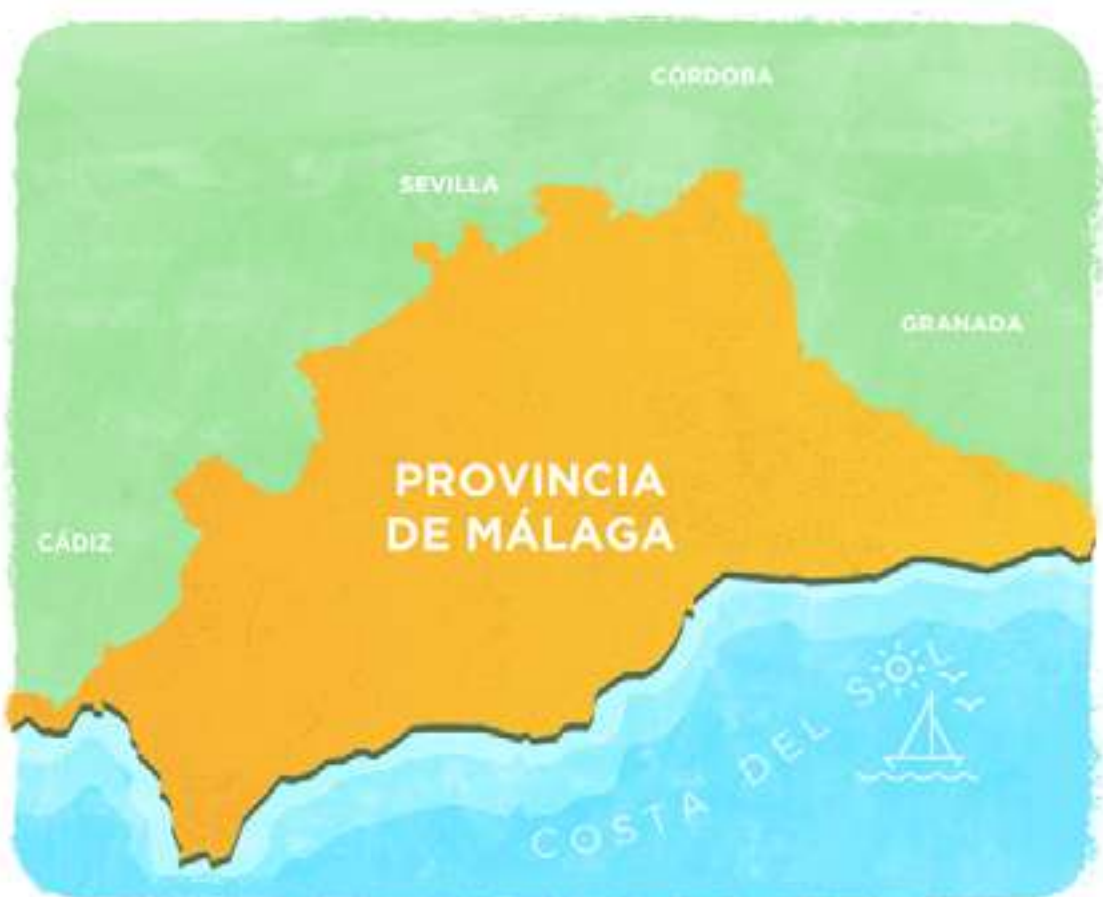 CÓRDOBA
SEVILLA
GRANADA
PROVINCIA
DE MÁLAGA
CÁDIZ
COSTA DEL SOL